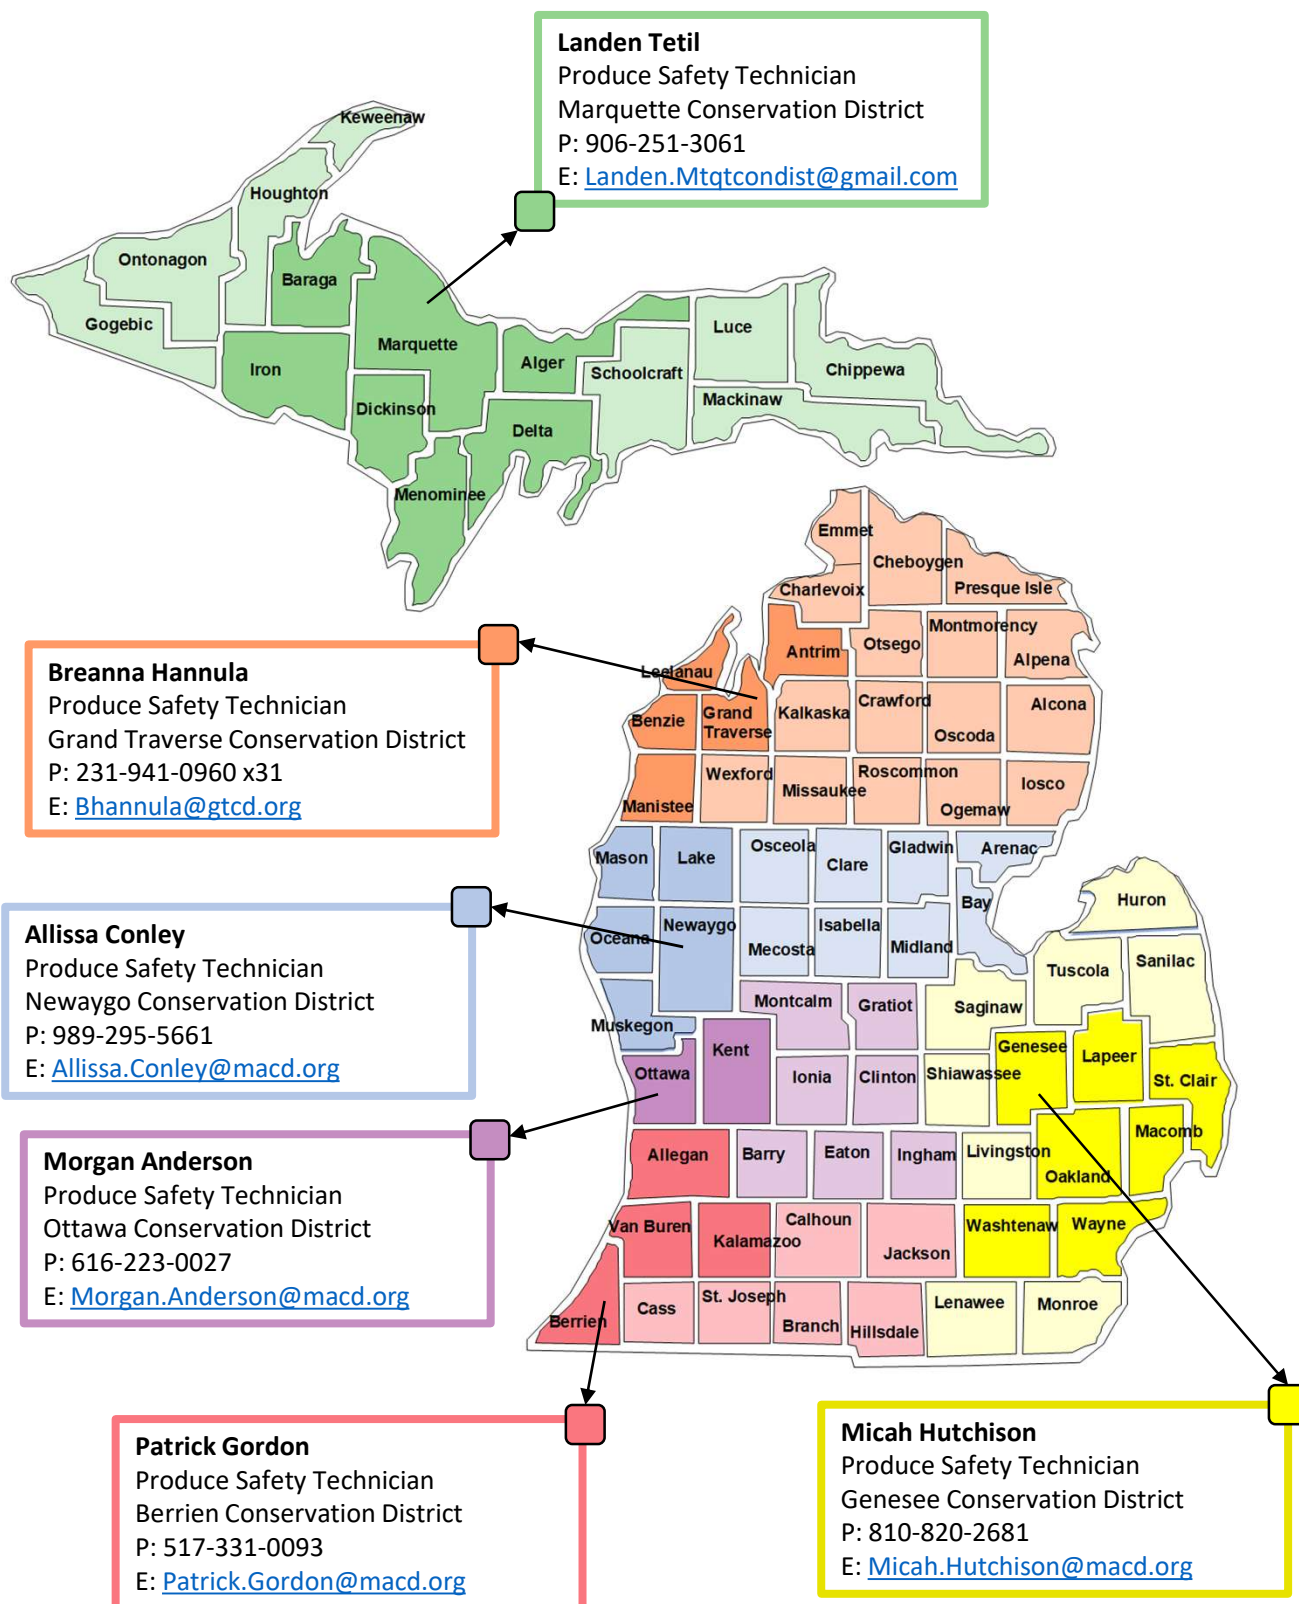 Landen Tetil
Produce Safety Technician
Marquette Conservation District
P: 906-251-3061
E: Landen.Mtqtcondist@gmail.com
Keweenaw
Houghton
Ontonagon
Baraga
Gogebic
Marquette
Iron
Alger
Luce
Schoolcraft
Chippewa
Mackinaw
Dickinson
Delta
Menominee
Emmet
Cheboygen
Charlevoix
Presque Isle
Breanna Hannula
Produce Safety Technician
Grand Traverse Conservation District
P: 231-941-0960 x31
E: Bhannula@gtcd.org
Leelanau
Antrim
Otsego
Montmorency
Alpena
Benzie
Grand
Traverse
Kalkaska
Crawford
Oscoda
Alcona
Manistee
Wexford
Missaukee
Roscommon
Ogemaw
Iosco
Mason
Lake
Osceola
Clare
Gladwin
Arenac
Allissa Conley
Produce Safety Technician
Newaygo Conservation District
P: 989-295-5661
E: Allissa.Conley@macd.org
Oceana
Newaygo
Mecosta
Isabella
Midland
Bay
Huron
Tuscola
Sanilac
Muskegon
Montcalm
Gratiot
Saginaw
Genesee
Lapeer
St. Clair
Ottawa
Kent
Ionia
Clinton
Shiawassee
Macomb
Morgan Anderson
Produce Safety Technician
Ottawa Conservation District
P: 616-223-0027
E: Morgan.Anderson@macd.org
Allegan
Barry
Eaton
Ingham
Livingston
Oakland
Van Buren
Kalamazoo
Calhoun
Jackson
Washtenaw
Wayne
Berrien
Cass
St. Joseph
Branch
Hillsdale
Lenawee
Monroe
Patrick Gordon
Produce Safety Technician
Berrien Conservation District
P: 517-331-0093
E: Patrick.Gordon@macd.org
Micah Hutchison
Produce Safety Technician
Genesee Conservation District
P: 810-820-2681
E: Micah.Hutchison@macd.org